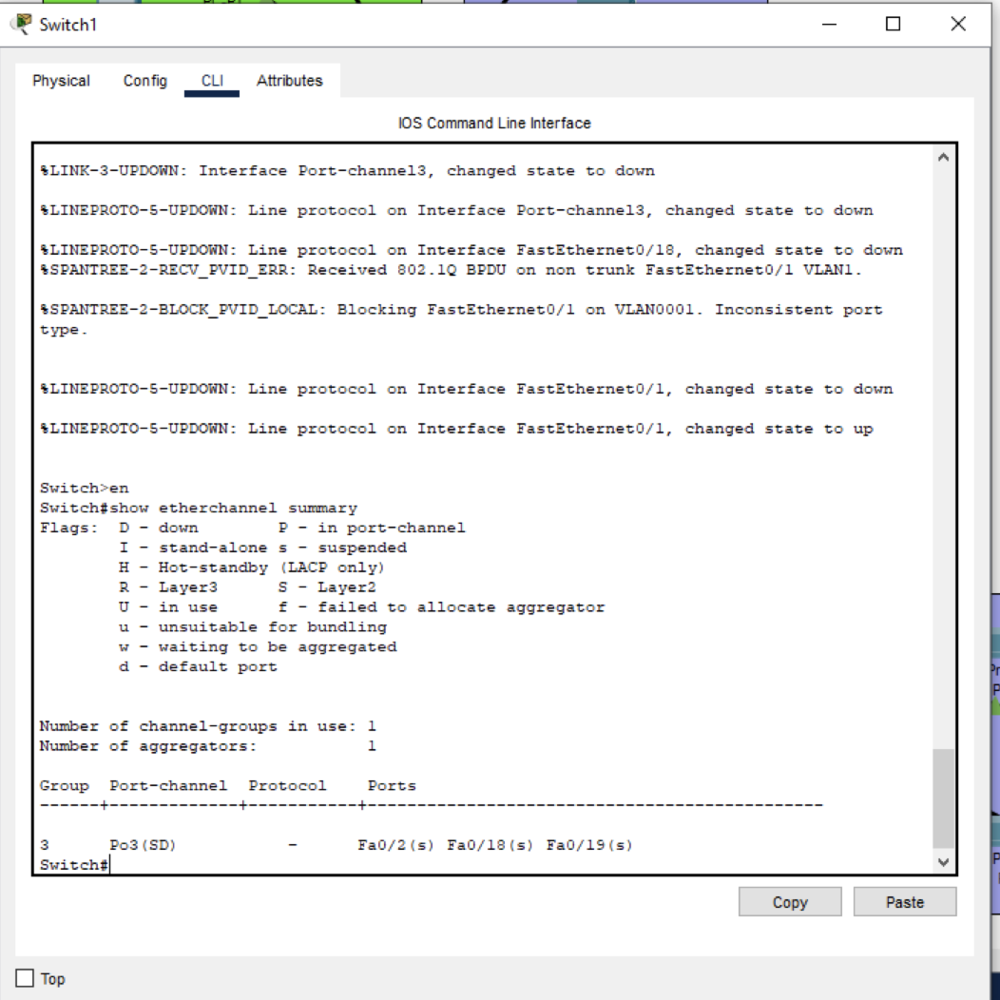 Switch1
Physical Config CLI Attributes
IOS Command Line Interface
%LINK-3-UPDOWN: Interface Port-channel3, changed state to down
%LINEPROTO-5-UPDOWN: Line protocol on Interface Port-channel3, changed state to down
%LINEPROTO-5-UPDOWN: Line protocol on Interface FastEthernet0/18, changed state to down
%SPANTREE-2-RECV_PVID_ERR: Received 802.1Q BPDU on non trunk FastEthernet0/1 VLAN1.
%SPANTREE-2-BLOCK_PVID_LOCAL: Blocking FastEthernet0/1 on VLAN0001. Inconsistent port
type.
%LINEPROTO-5-UPDOWN: Line protocol on Interface FastEthernet0/1, changed state to down
%LINEPROTO-5-UPDOWN: Line protocol on Interface FastEthernet0/1, changed state to up
Switch>en
Switch#show etherchannel summary
Flags:  D - down        P - in port-channel
        I - stand-alone s - suspended
        H - Hot-standby (LACP only)
        R - Layer3      S - Layer2
        U - in use      f - failed to allocate aggregator
        u - unsuitable for bundling
        w - waiting to be aggregated
        d - default port
Number of channel-groups in use: 1
Number of aggregators:           1
Group  Port-channel  Protocol    Ports
------+-------------+-----------+----------------------------------------------
3      Po3(SD)           -      Fa0/2(s) Fa0/18(s) Fa0/19(s)
Switch#
Copy Paste
Top